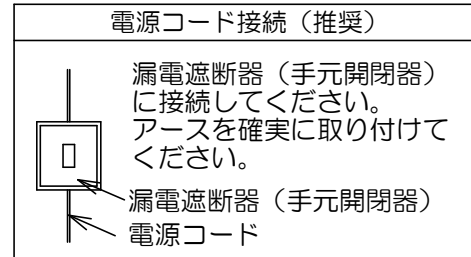 電源コード接続（推奨）
漏電遮断器（手元開閉器）
に接続してください。
アースを確実に取り付けて
ください。
漏電遮断器（手元開閉器）
電源コード